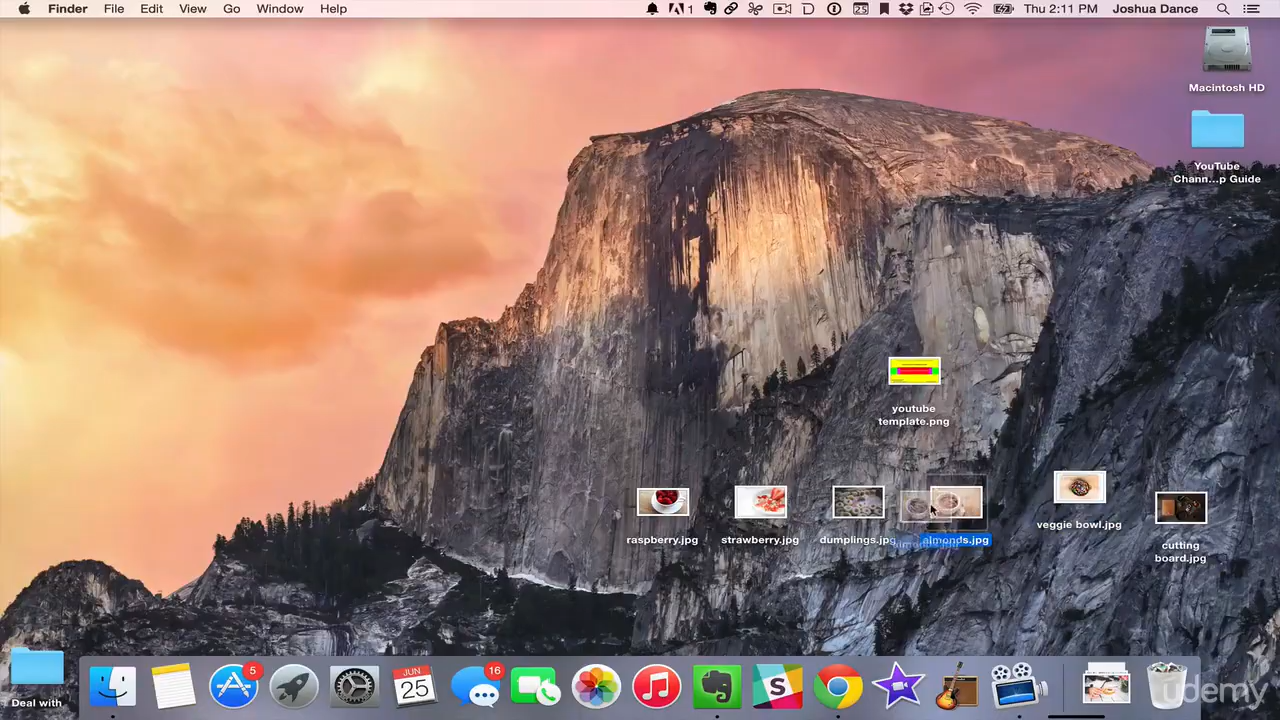 Finder File Edit View Go Window Help 1 23 Thu 2:11 PM Joshua Dance
Macintosh HD
YouTube
Chann...p Guide
youtube
template.png
raspberry.jpg
strawberry.jpg
dumplings.jpg
almonds.jpg
veggie bowl.jpg
cutting
board.jpg
Deal with
5
JUN
25
16
S
udemy